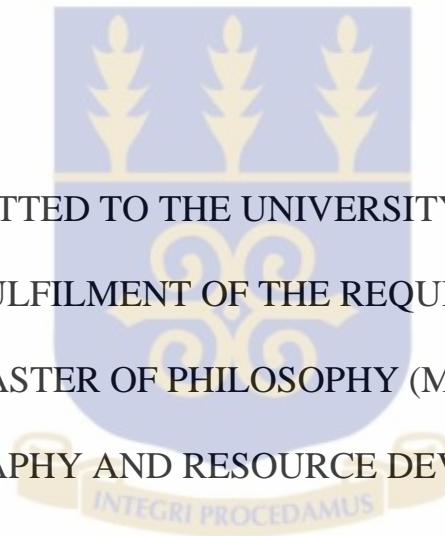 TTED TO THE UNIVERSITY
ULFILMENT OF THE REQU
ASTER OF PHILOSOPHY (M
APHY AND RESOURCE DEV
INTEGRI PROCEDAMUS